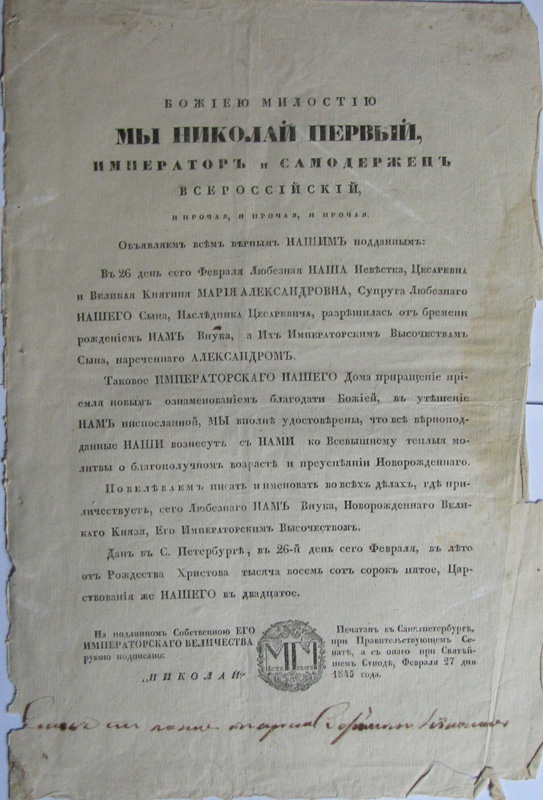 БОЖІЕЮ МИЛОСТІЮ
МЫ НИКОЛАЙ ПЕРВЫЙ,
ИМПЕРАТОРЪ и САМОДЕРЖЕЦЪ
ВСЕРОССІЙСКІЙ,
И ПРОЧАЯ, И ПРОЧАЯ, И ПРОЧАЯ.
Объявляемъ всѣмъ вѣрнымъ НАШИМЪ подданнымъ:
Въ 26 день сего Февраля Любезная НАША Невѣстка, Цесаревна
и Великая Княгиня МАРІЯ АЛЕКСАНДРОВНА, Супруга Любезнаго
НАШЕГО Сына, Наслѣдника Цесаревича, разрѣшилась отъ бремени
рожденіемъ НАМЪ Внука, а Ихъ Императорскимъ Высочествамъ
Сына, нареченнаго АЛЕКСАНДРОМЪ.
Таковое ИМПЕРАТОРСКАГО НАШЕГО Дома приращеніе прі-
емля новымъ ознаменованіемъ благодати Божіей, въ утѣшеніе
НАМЪ ниспосланной, МЫ вполнѣ удостовѣрены, что всѣ вѣрнопод-
данные НАШИ вознесутъ съ НАМИ ко Всевышнему теплыя мо-
литвы о благополучномъ возрастѣ и преуспѣяніи Новорожденнаго.
Повелѣваемъ писать и именовать во всѣхъ дѣлахъ, гдѣ при-
личествуетъ, сего Любезнаго НАМЪ Внука, Новорожденнаго Вели-
каго Князя, Его Императорскимъ Высочествомъ.
Данъ въ С. Петербургѣ, въ 26-й день сего Февраля, въ лѣто
отъ Рождества Христова тысяча восемь сотъ сорокъ пятое, Цар-
ствованія же НАШЕГО въ двадцатое.
На подлинномъ Собственною ЕГО
ИМПЕРАТОРСКАГО ВЕЛИЧЕСТВА
рукою подписано:
„НИКОЛАЙ“
Печатанъ въ Санктпетербургѣ,
при Правительствующемъ Се-
натѣ, а съ онаго при Святѣй-
шемъ Сѵнодѣ, Февраля 27 дня
1845 года.